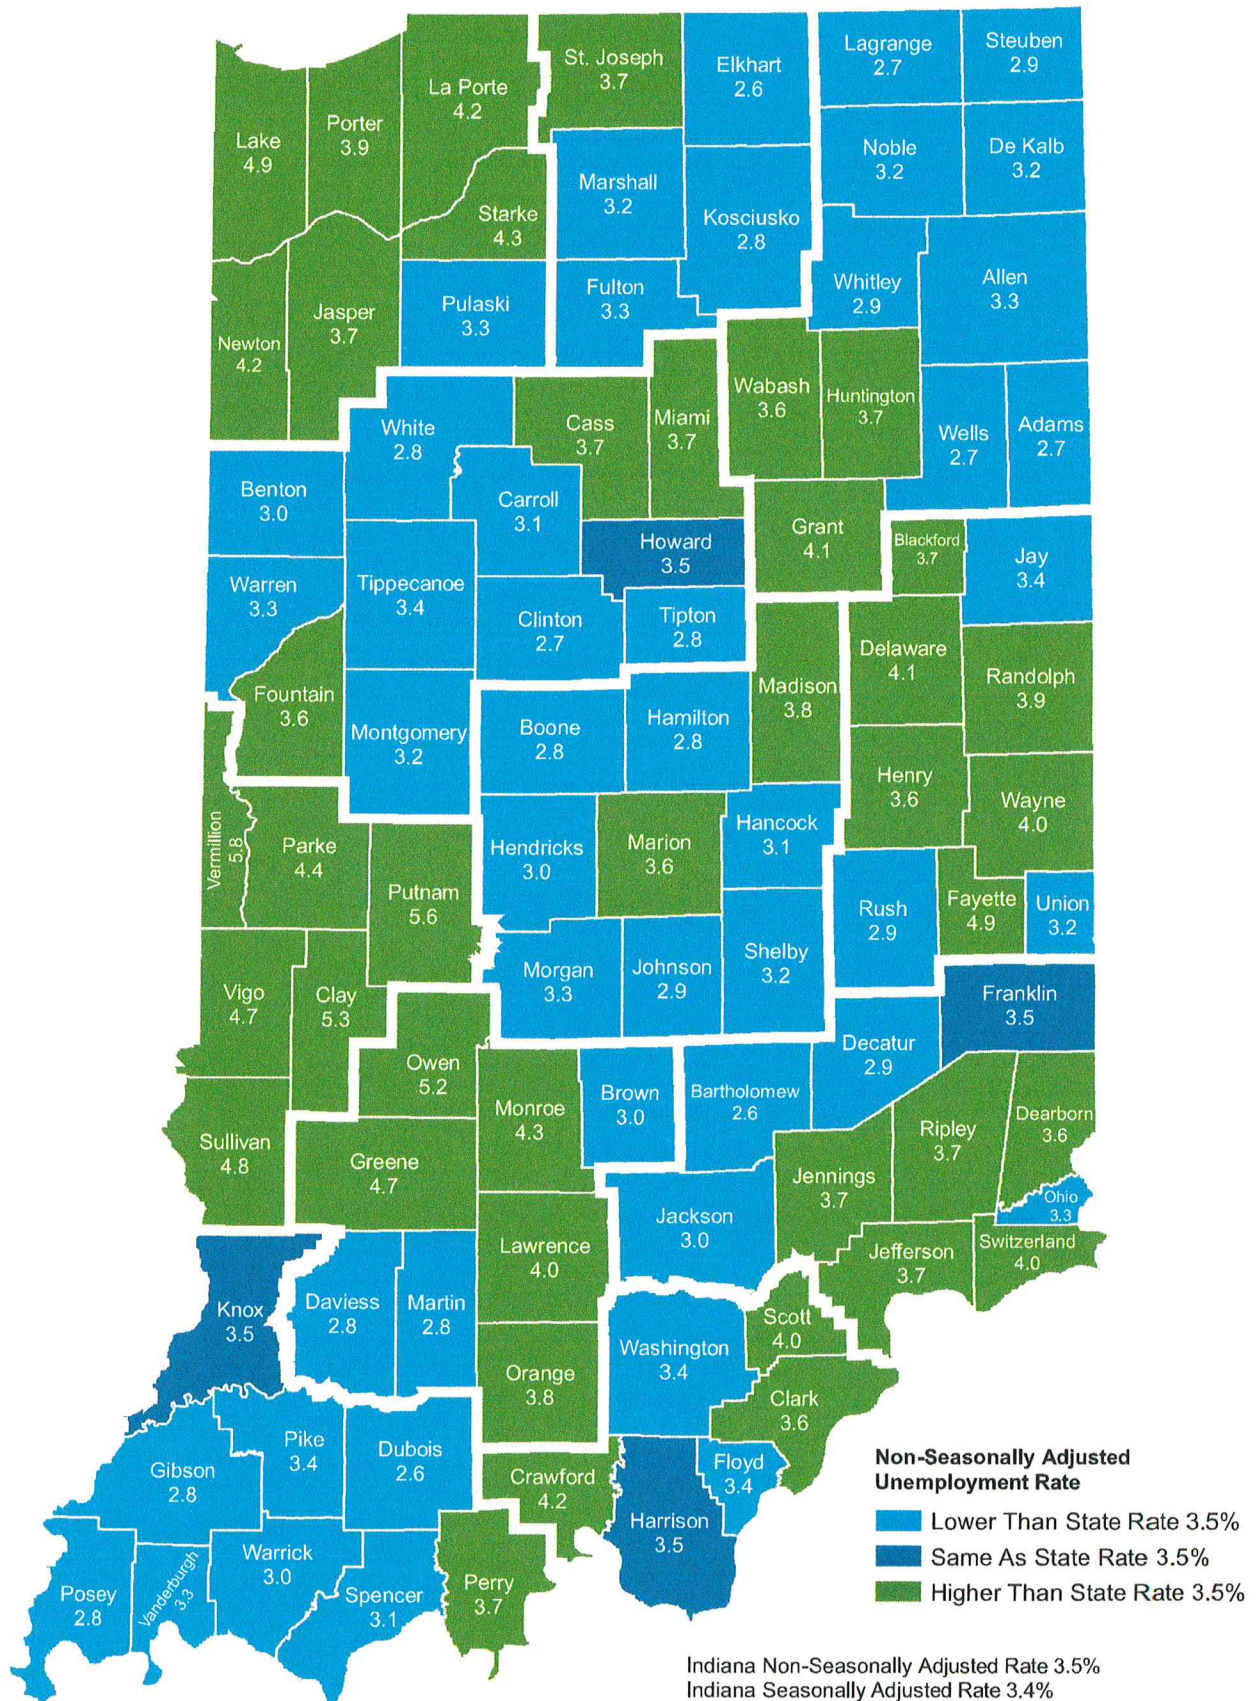 St. Joseph
3.7
Elkhart
2.6
Lagrange
2.7
Steuben
2.9
La Porte
4.2
Porter
3.9
Lake
4.9
Noble
3.2
De Kalb
3.2
Marshall
3.2
Kosciusko
2.8
Starke
4.3
Whitley
2.9
Allen
3.3
Fulton
3.3
Pulaski
3.3
Jasper
3.7
Newton
4.2
Wabash
3.6
Huntington
3.7
White
2.8
Cass
3.7
Miami
3.7
Wells
2.7
Adams
2.7
Benton
3.0
Carroll
3.1
Howard
3.5
Grant
4.1
Blackford
3.7
Jay
3.4
Warren
3.3
Tippecanoe
3.4
Clinton
2.7
Tipton
2.8
Delaware
4.1
Randolph
3.9
Fountain
3.6
Montgomery
3.2
Boone
2.8
Hamilton
2.8
Madison
3.8
Henry
3.6
Wayne
4.0
Vermillion
5.8
Parke
4.4
Putnam
5.6
Hendricks
3.0
Marion
3.6
Hancock
3.1
Rush
2.9
Fayette
4.9
Union
3.2
Vigo
4.7
Clay
5.3
Morgan
3.3
Johnson
2.9
Shelby
3.2
Franklin
3.5
Owen
5.2
Monroe
4.3
Brown
3.0
Bartholomew
2.6
Decatur
2.9
Sullivan
4.8
Greene
4.7
Jennings
3.7
Ripley
3.7
Dearborn
3.6
Ohio
3.3
Jackson
3.0
Lawrence
4.0
Jefferson
3.7
Switzerland
4.0
Knox
3.5
Daviess
2.8
Martin
2.8
Orange
3.8
Washington
3.4
Scott
4.0
Clark
3.6
Gibson
2.8
Pike
3.4
Dubois
2.6
Crawford
4.2
Harrison
3.5
Floyd
3.4
Posey
2.8
Vanderburgh
3.3
Warrick
3.0
Spencer
3.1
Perry
3.7
Non-Seasonally Adjusted
Unemployment Rate
Lower Than State Rate 3.5%
Same As State Rate 3.5%
Higher Than State Rate 3.5%
Indiana Non-Seasonally Adjusted Rate 3.5%
Indiana Seasonally Adjusted Rate 3.4%